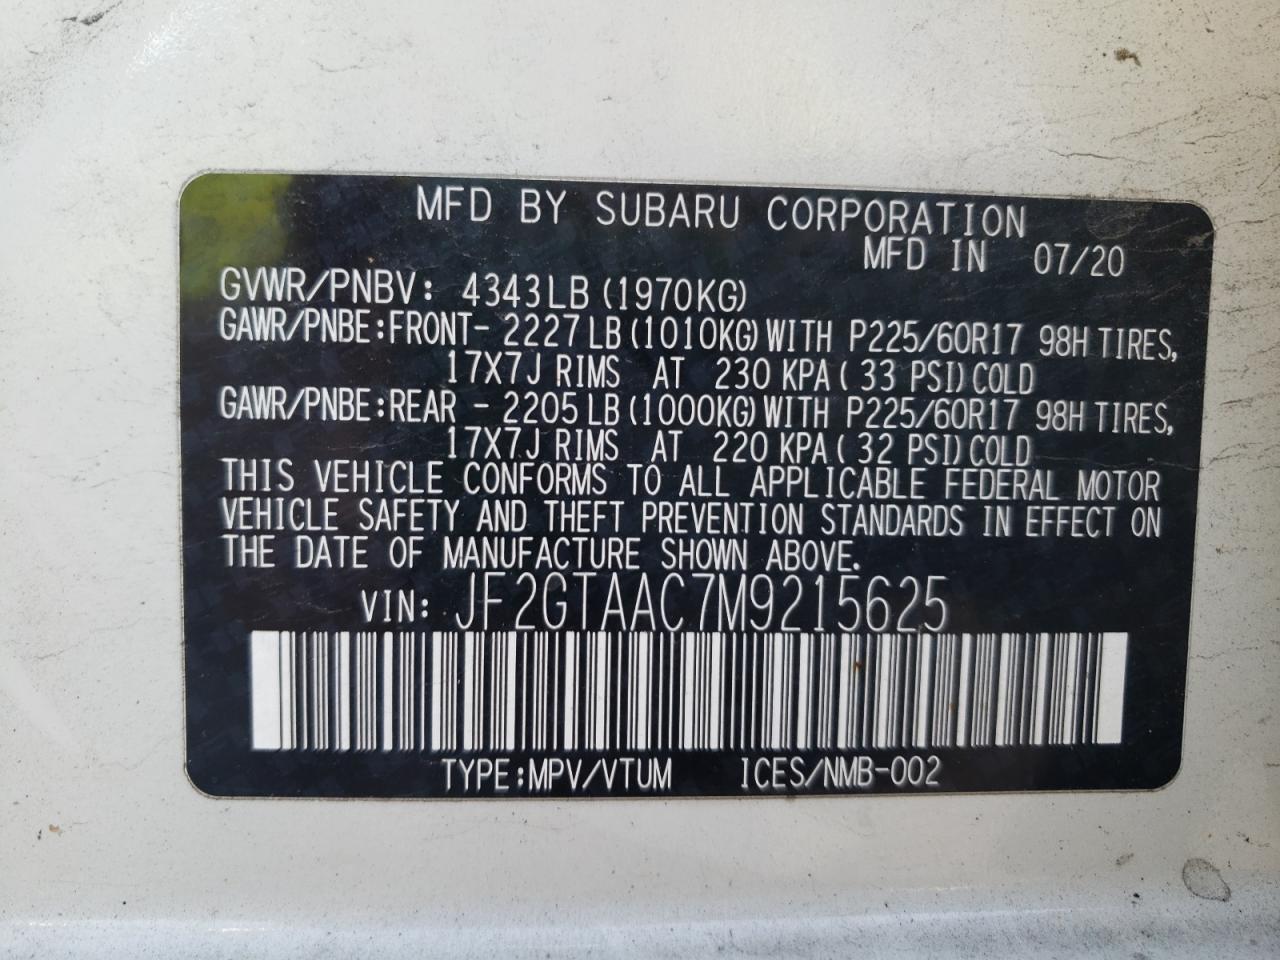 MFD BY SUBARU CORPORATION
MFD IN 07/20
GVWR/PNBV: 4343LB (1970KG)
GAWR/PNBE:FRONT- 2227LB (1010KG) WITH P225/60R17 98H TIRES,
17X7J RIMS AT 230 KPA ( 33 PSI) COLD
GAWR/PNBE:REAR - 2205LB (1000KG) WITH P225/60R17 98H TIRES,
17X7J RIMS AT 220 KPA ( 32 PSI) COLD
THIS VEHICLE CONFORMS TO ALL APPLICABLE FEDERAL MOTOR
VEHICLE SAFETY AND THEFT PREVENTION STANDARDS IN EFFECT ON
THE DATE OF MANUFACTURE SHOWN ABOVE.
VIN: JF2GTAAC7M9215625
TYPE:MPV/VTUM ICES/NMB-002